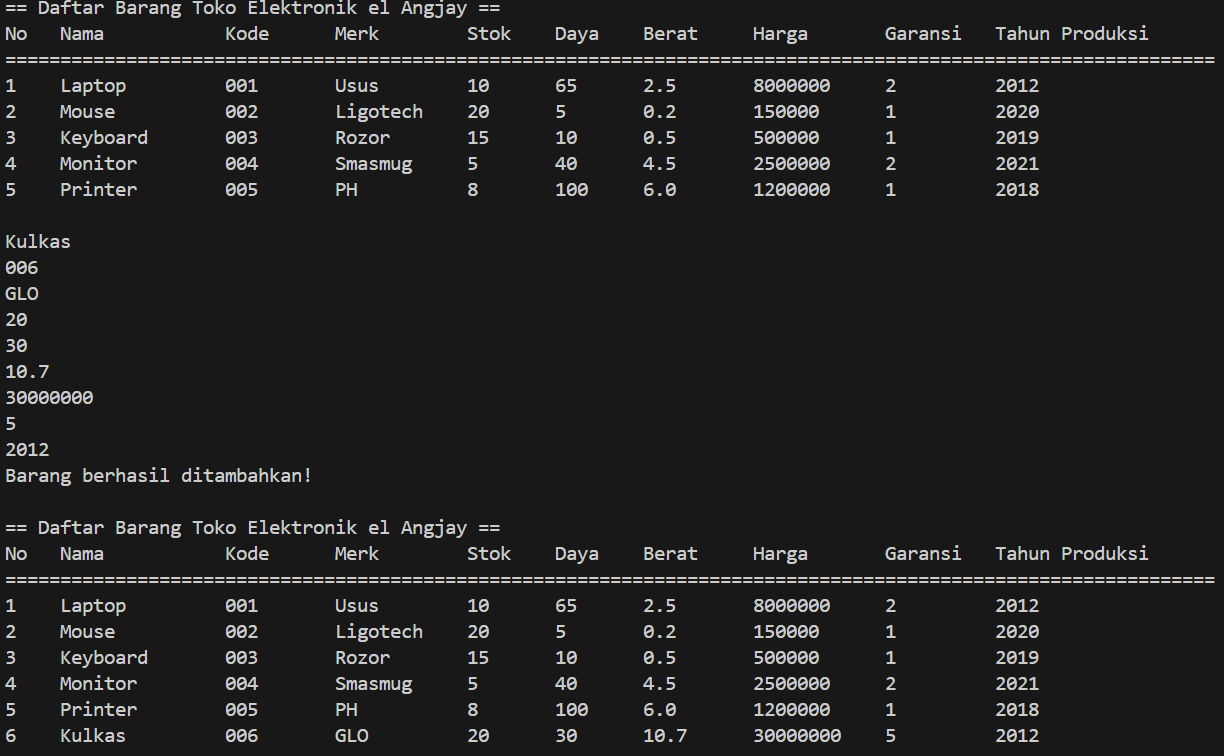 == Daftar Barang Toko Elektronik el Angjay ==
No   Nama           Kode      Merk        Stok    Daya    Berat     Harga       Garansi   Tahun Produksi
==============================================================================================================
1    Laptop         001       Usus        10      65      2.5       8000000     2         2012
2    Mouse          002       Ligotech    20      5       0.2       150000      1         2020
3    Keyboard       003       Rozor       15      10      0.5       500000      1         2019
4    Monitor        004       Smasmug     5       40      4.5       2500000     2         2021
5    Printer        005       PH          8       100     6.0       1200000     1         2018
Kulkas
006
GLO
20
30
10.7
30000000
5
2012
Barang berhasil ditambahkan!
== Daftar Barang Toko Elektronik el Angjay ==
No   Nama           Kode      Merk        Stok    Daya    Berat     Harga       Garansi   Tahun Produksi
==============================================================================================================
1    Laptop         001       Usus        10      65      2.5       8000000     2         2012
2    Mouse          002       Ligotech    20      5       0.2       150000      1         2020
3    Keyboard       003       Rozor       15      10      0.5       500000      1         2019
4    Monitor        004       Smasmug     5       40      4.5       2500000     2         2021
5    Printer        005       PH          8       100     6.0       1200000     1         2018
6    Kulkas         006       GLO         20      30      10.7      30000000    5         2012